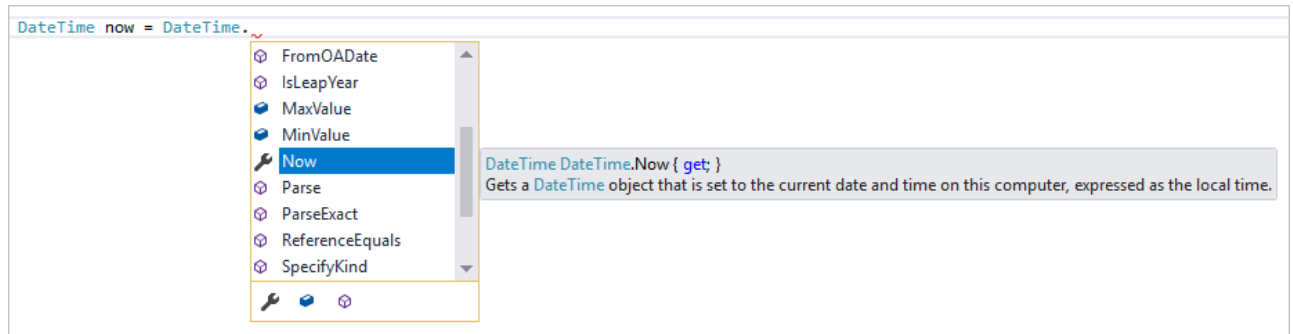 DateTime now = DateTime.
FromOADate
IsLeapYear
MaxValue
MinValue
Now
Parse
ParseExact
ReferenceEquals
SpecifyKind
DateTime DateTime.Now { get; }
Gets a DateTime object that is set to the current date and time on this computer, expressed as the local time.